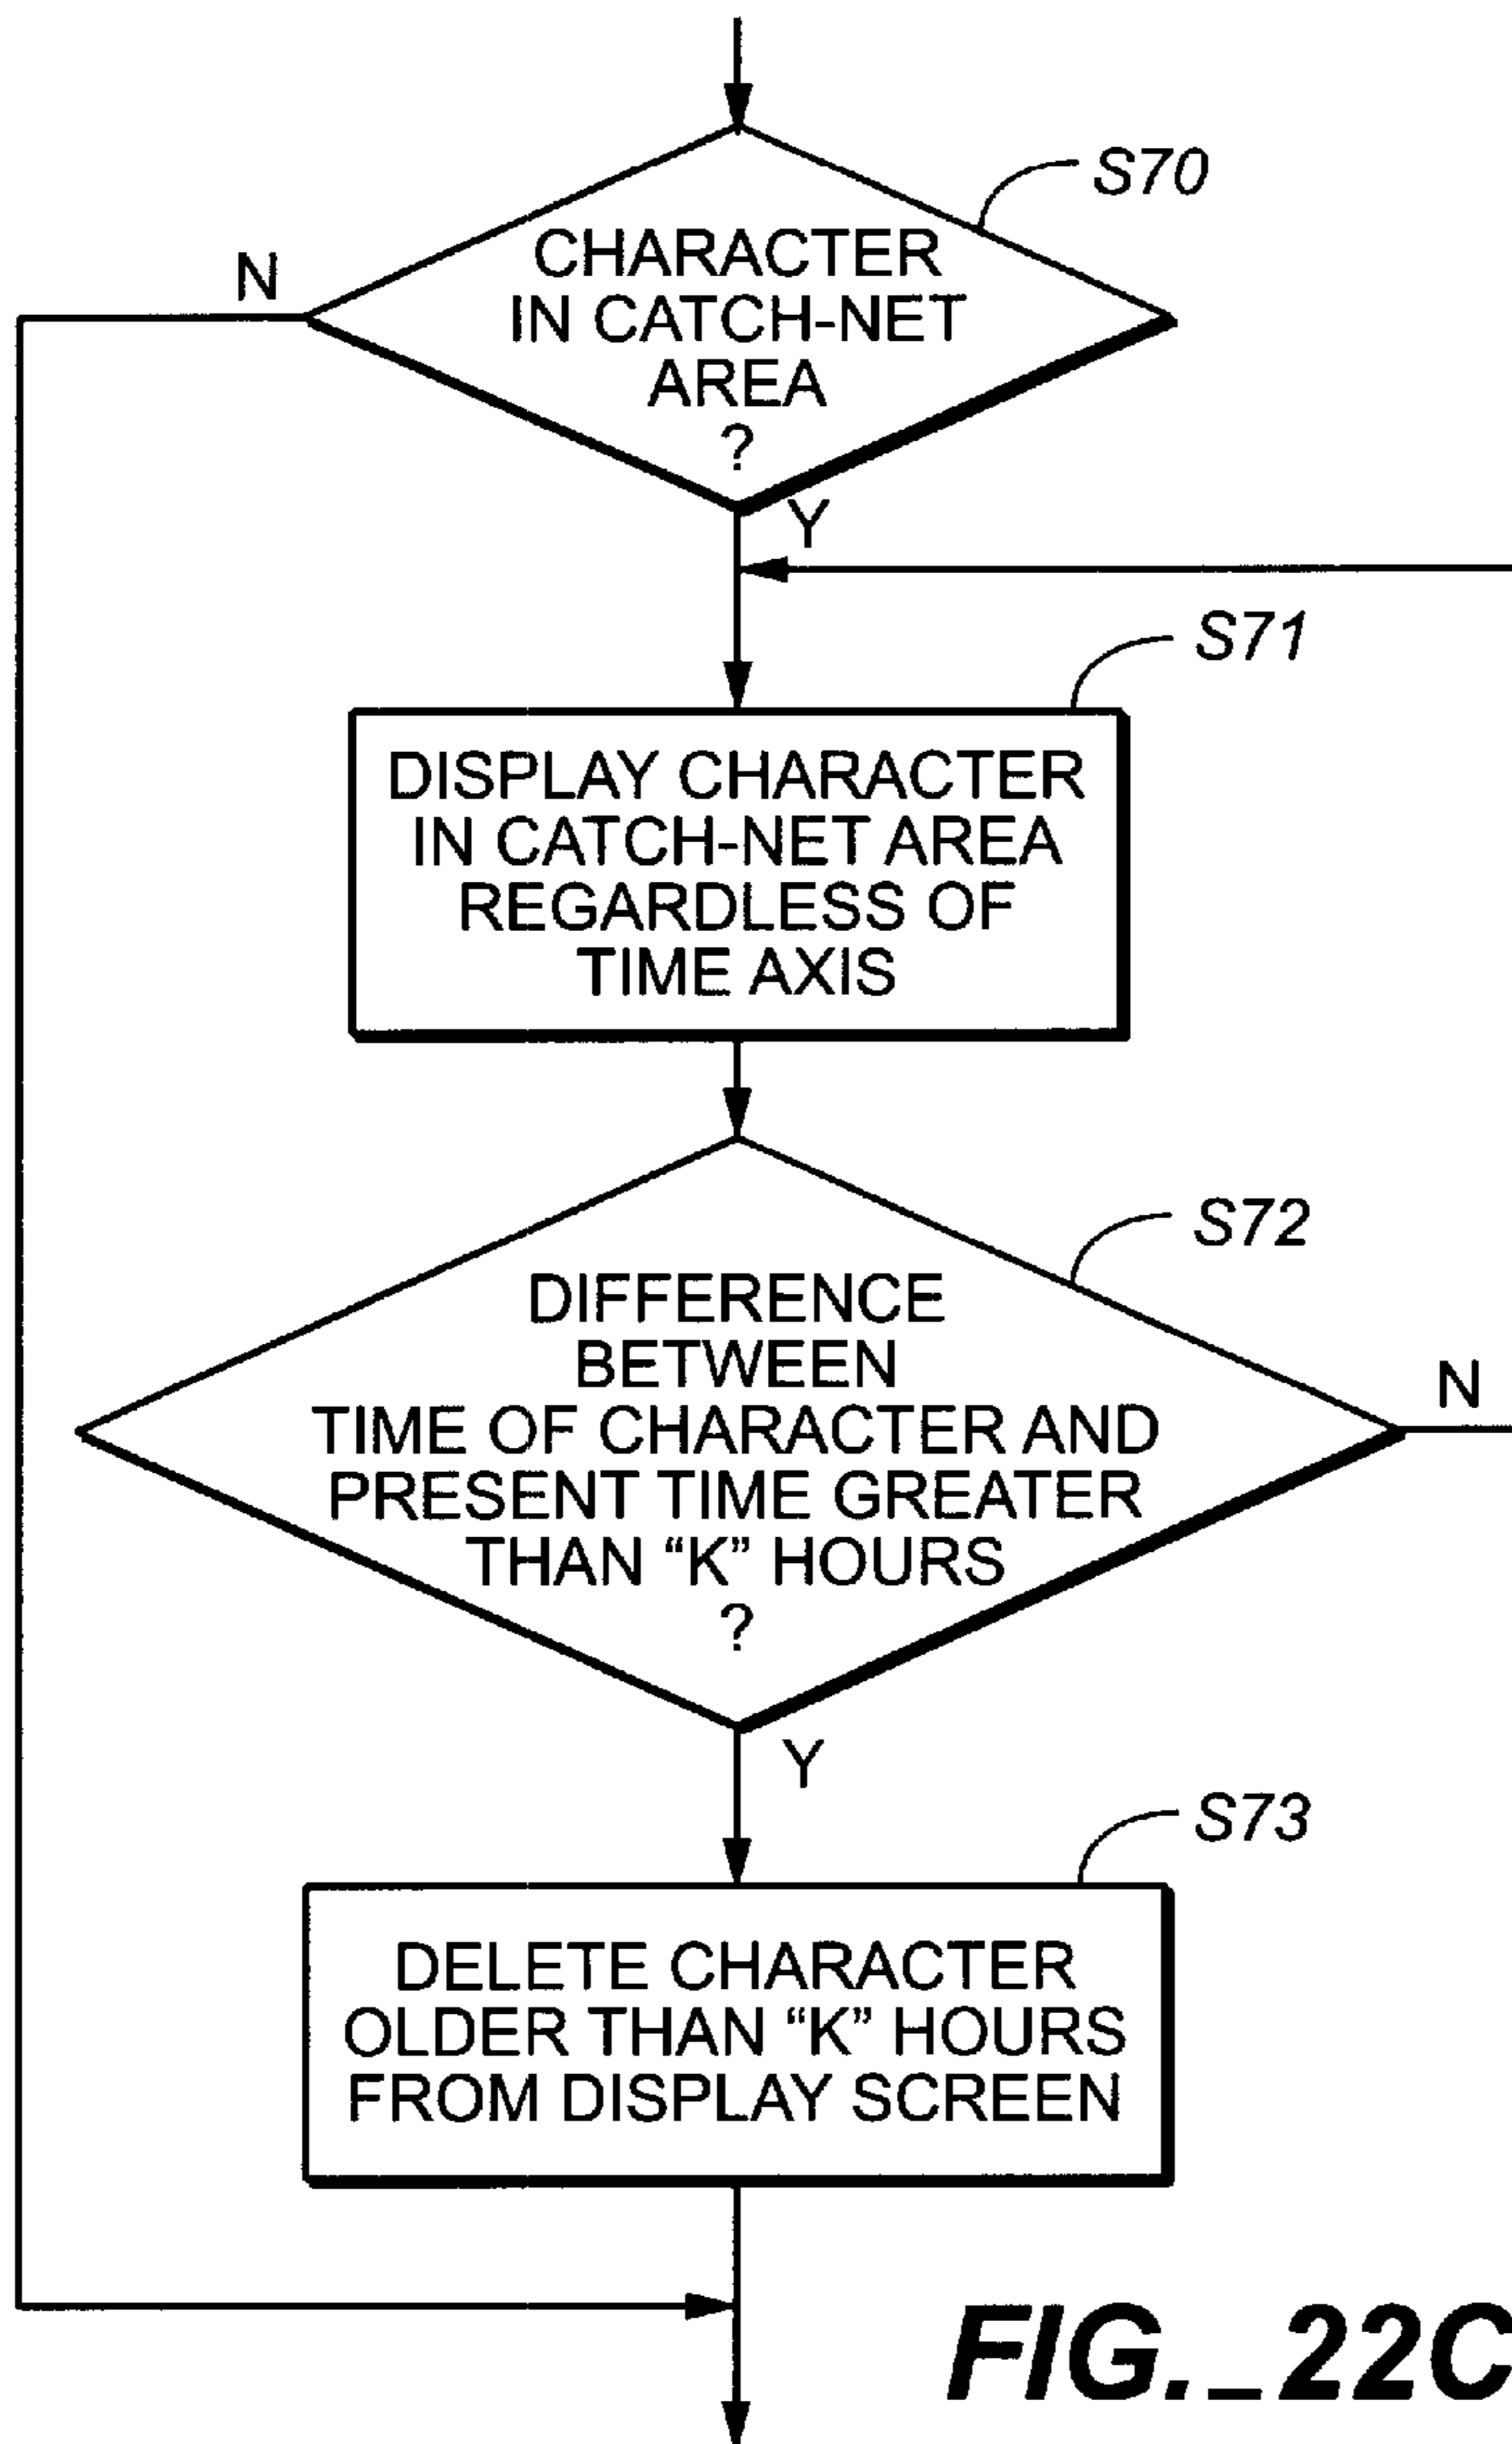 S70
CHARACTER
IN CATCH-NET
AREA
?
N
Y
S71
DISPLAY CHARACTER
IN CATCH-NET AREA
REGARDLESS OF
TIME AXIS
S72
DIFFERENCE
BETWEEN
TIME OF CHARACTER AND
PRESENT TIME GREATER
THAN “K” HOURS
?
N
Y
S73
DELETE CHARACTER
OLDER THAN “K” HOURS
FROM DISPLAY SCREEN
FIG._22C